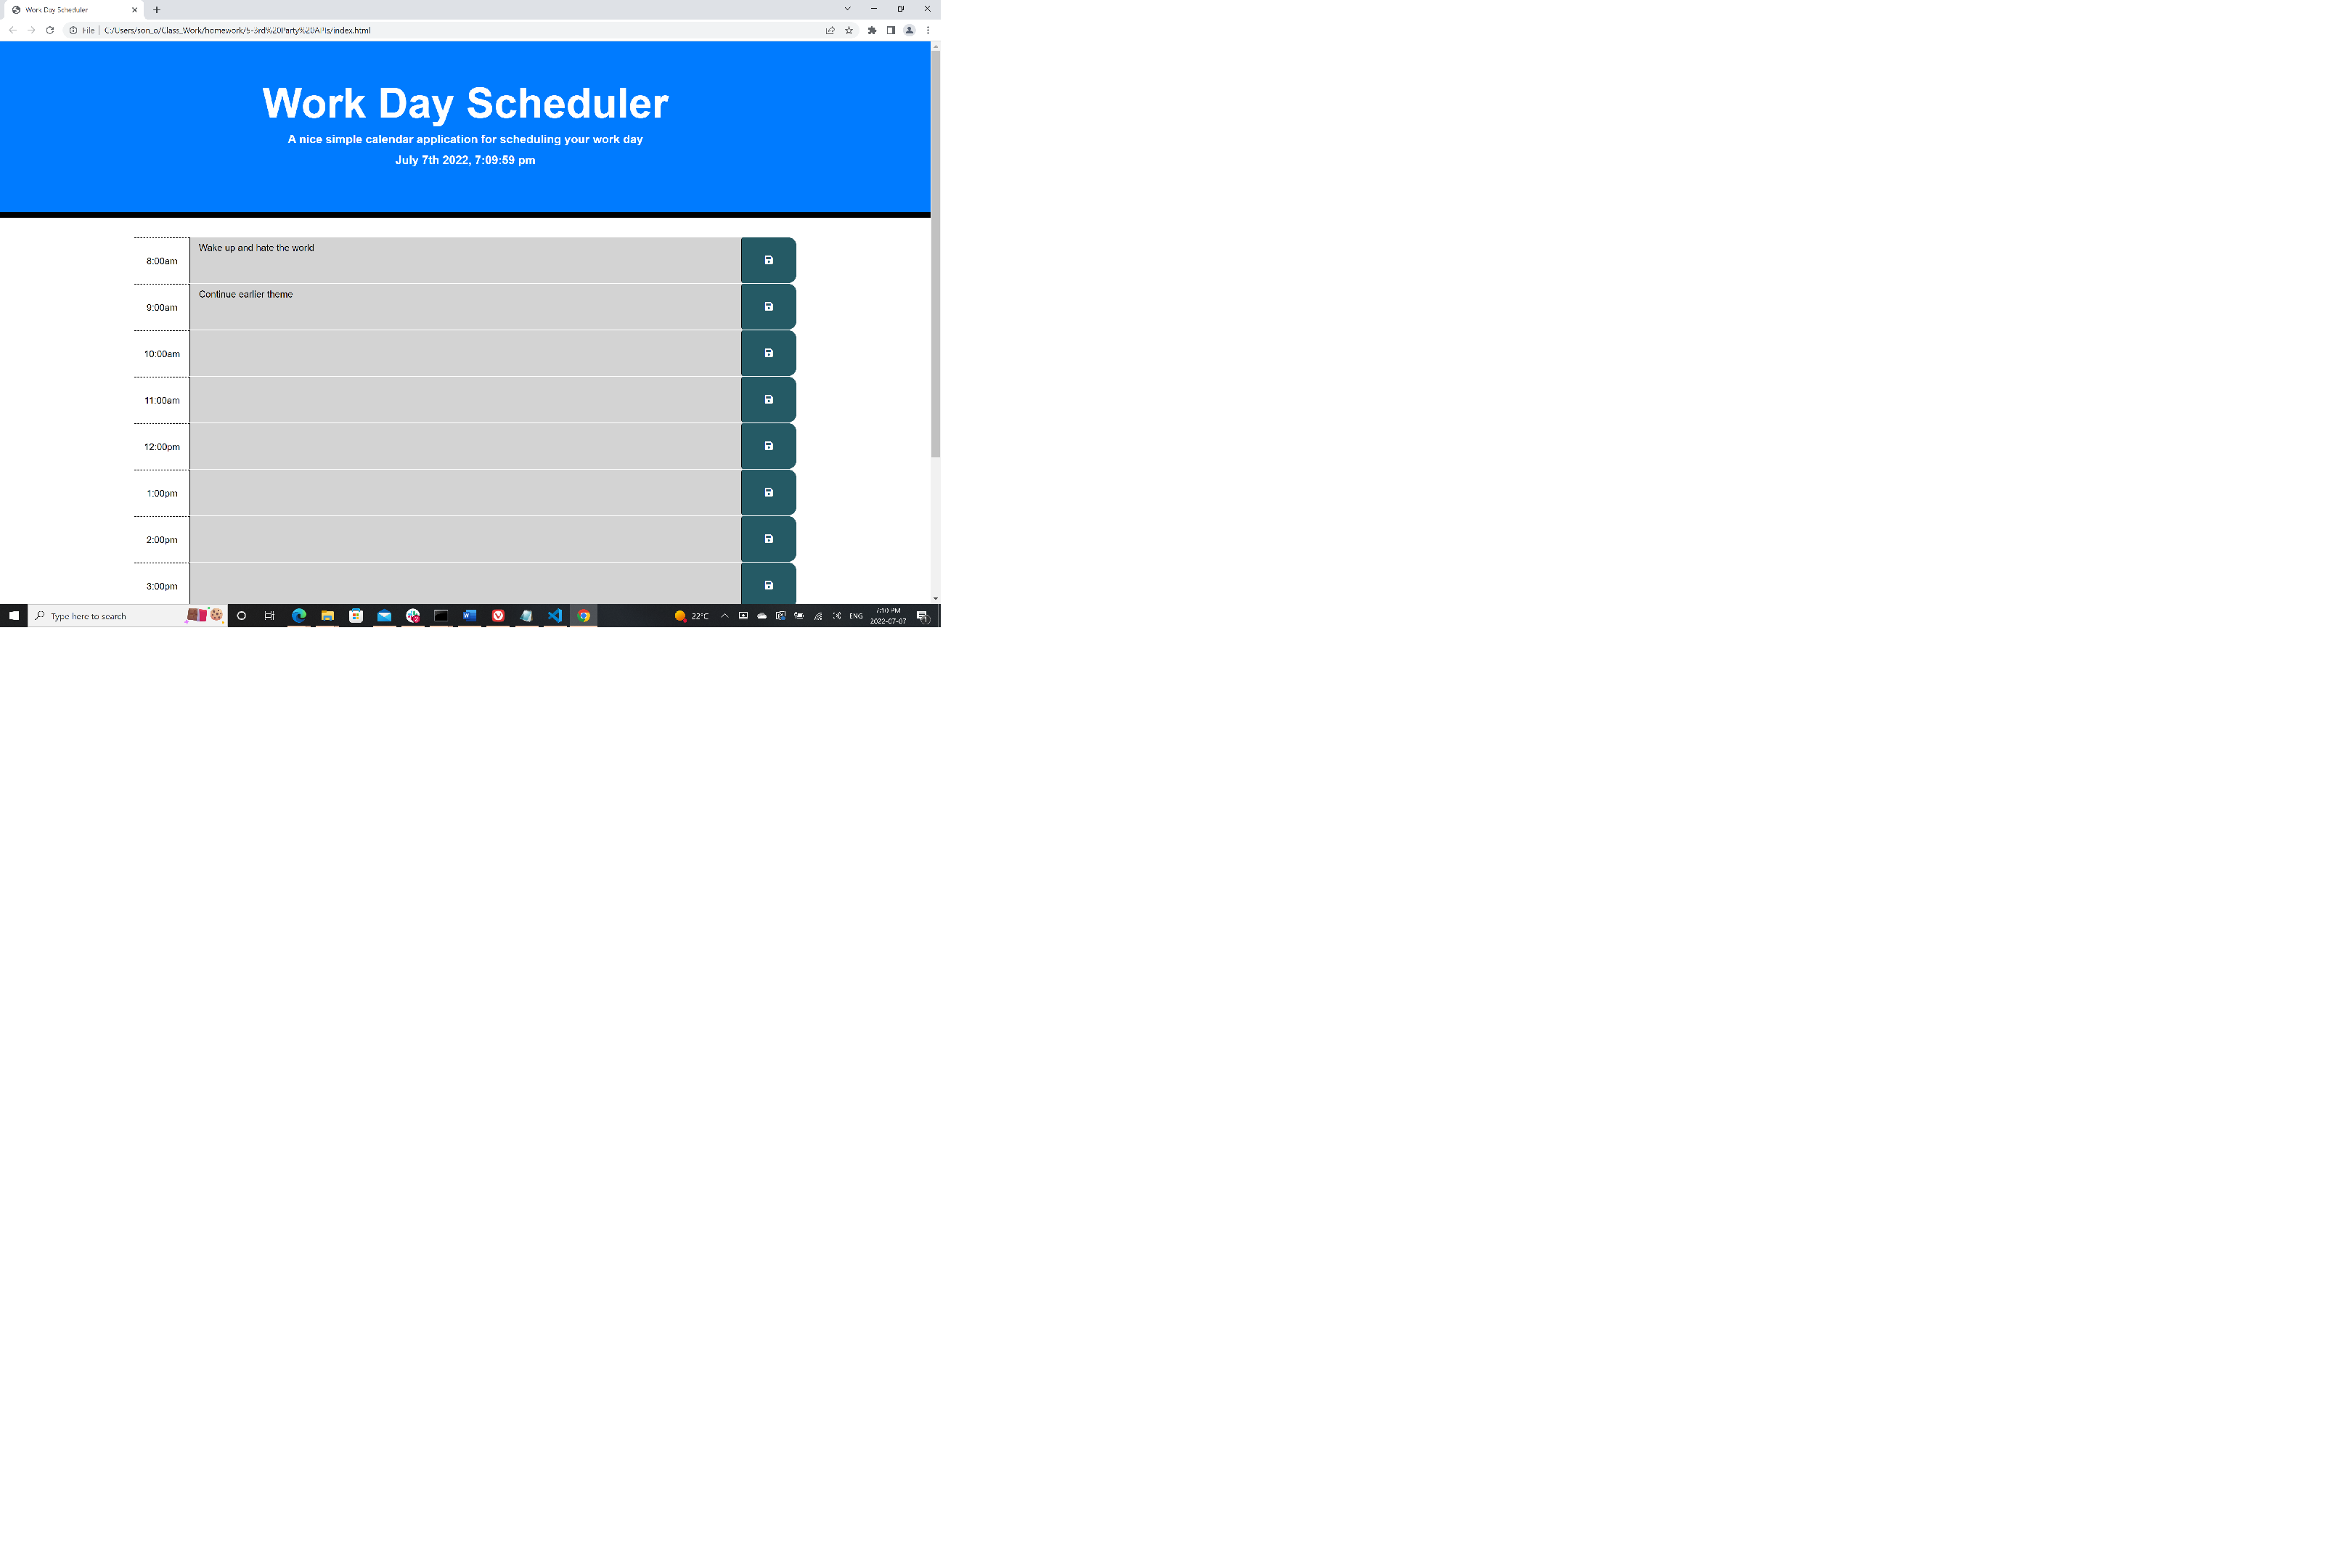 Work Day Scheduler
File | C:/Users/son_o/Class_Work/homework/5-3rd%20Party%20APIs/index.html
Work Day Scheduler
A nice simple calendar application for scheduling your work day
July 7th 2022, 7:09:59 pm
8:00am Wake up and hate the world
9:00am Continue earlier theme
10:00am
11:00am
12:00pm
1:00pm
2:00pm
3:00pm
Type here to search
22°C
ENG
7:10 PM
2022-07-07